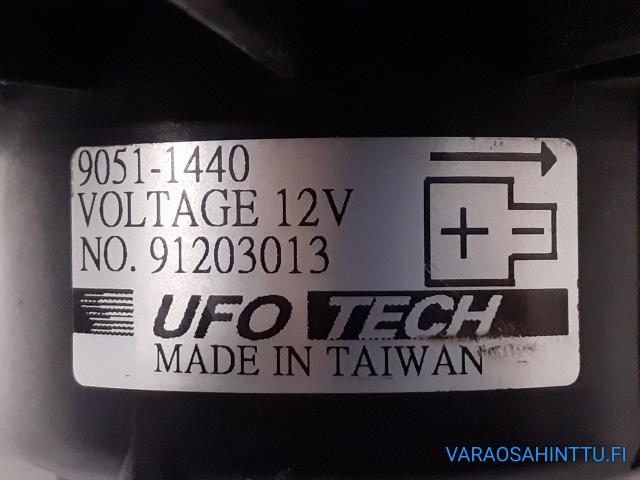 9051-1440
VOLTAGE 12V
NO. 91203013
+ -
UFO TECH
MADE IN TAIWAN
VARAOSAHINTTU.FI